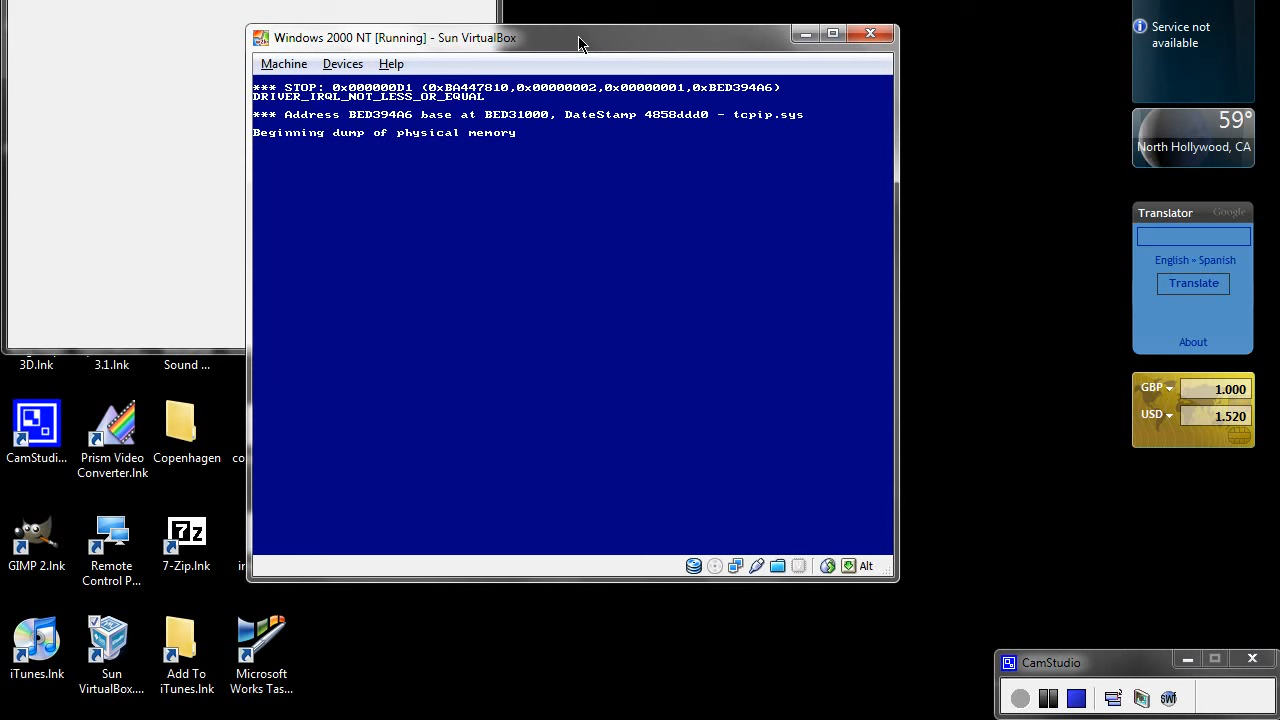 Windows 2000 NT [Running] - Sun VirtualBox
Machine Devices Help
*** STOP: 0x000000D1 (0xBA447810,0x00000002,0x00000001,0xBED394A6)
DRIVER_IRQL_NOT_LESS_OR_EQUAL
*** Address BED394A6 base at BED31000, DateStamp 4858ddd0 - tcpip.sys
Beginning dump of physical memory
Alt
Service not
available
59°
North Hollywood, CA
Translator Google
English » Spanish
Translate
About
GBP 1.000
USD 1.520
3D.lnk
3.1.lnk
Sound ...
CamStudi...
Prism Video
Converter.lnk
Copenhagen
co
GIMP 2.lnk
Remote
Control P...
7z
7-Zip.lnk
iTunes.lnk
Sun
VirtualBox....
Add To
iTunes.lnk
Microsoft
Works Tas...
CamStudio
SWF